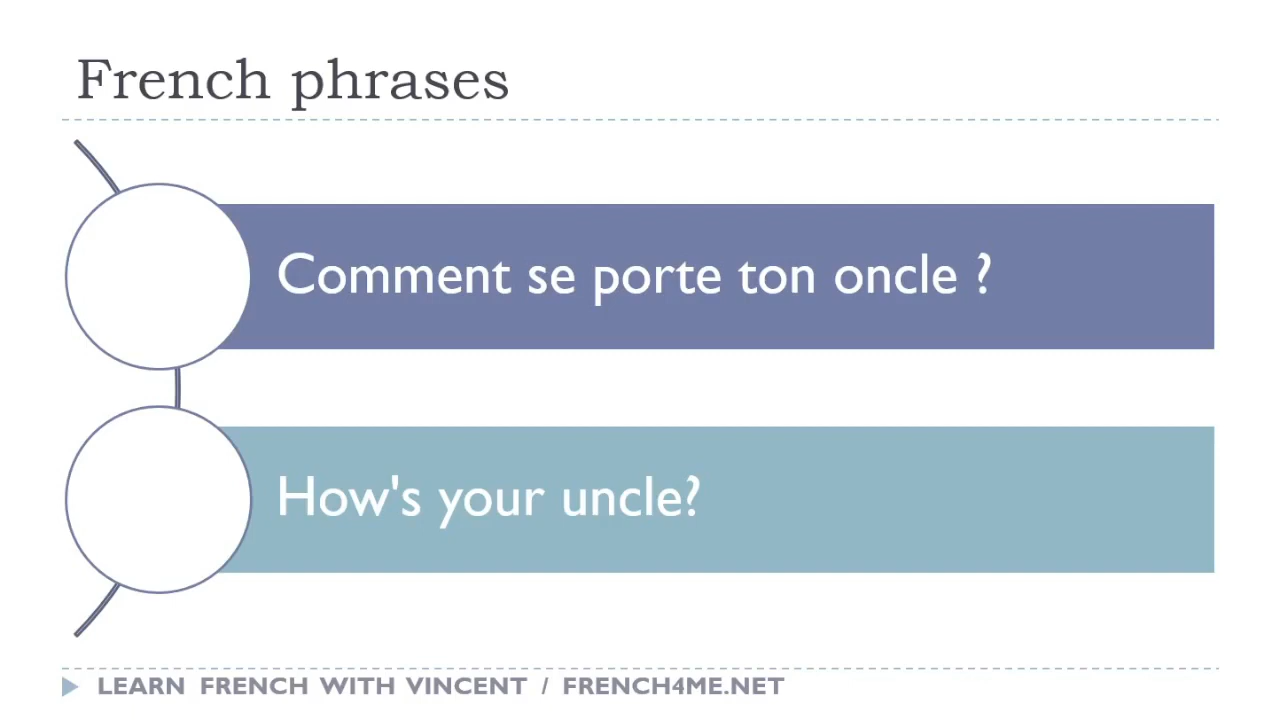 French phrases
Comment se porte ton oncle ?
How's your uncle?
LEARN FRENCH WITH VINCENT / FRENCH4ME.NET